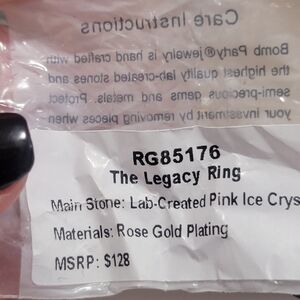 Care Instructions
Bomb Party® jewelry is hand crafted with
the highest quality lab-created stones and
semi-precious gems and metals. Protect
your investment by removing pieces when
RG85176
The Legacy Ring
Main Stone: Lab-Created Pink Ice Crys
Materials: Rose Gold Plating
MSRP: $128